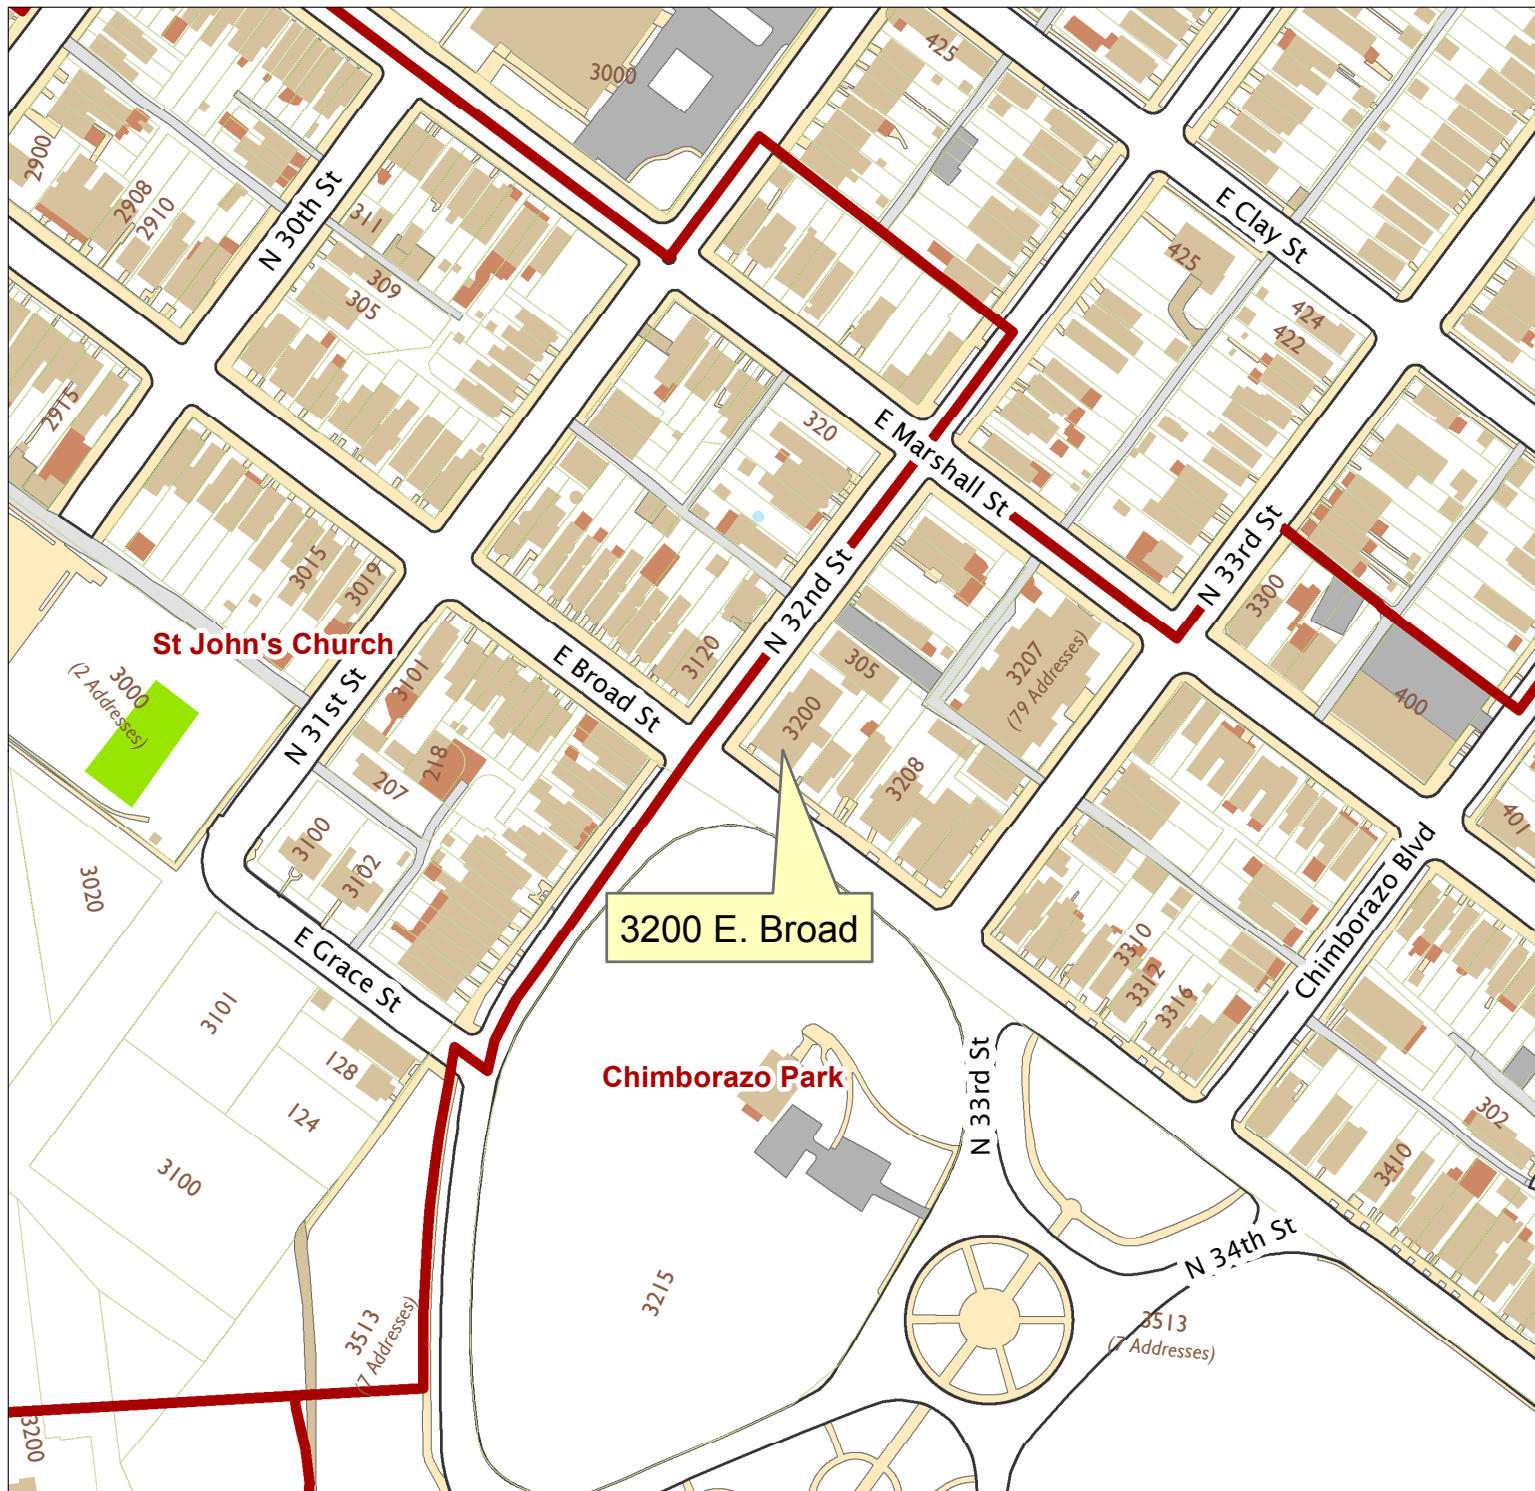 3000
425
2900
2908
2910
N 30th St
311
309
305
E Clay St
425
424
422
2915
320
E Marshall St
N 33rd St
3300
3015
3019
St John's Church
3000
(2 Addresses)
N 31st St
3101
E Broad St
3120
N 32nd St
305
3207
(79 Addresses)
400
3200
218
207
3208
401
3100
3102
3020
3200 E. Broad
Chimborazo Blvd
E Grace St
3310
3312
3316
3101
128
124
Chimborazo Park
N 33rd St
302
3410
3100
N 34th St
3215
3513
(7 Addresses)
3513
(7 Addresses)
3200